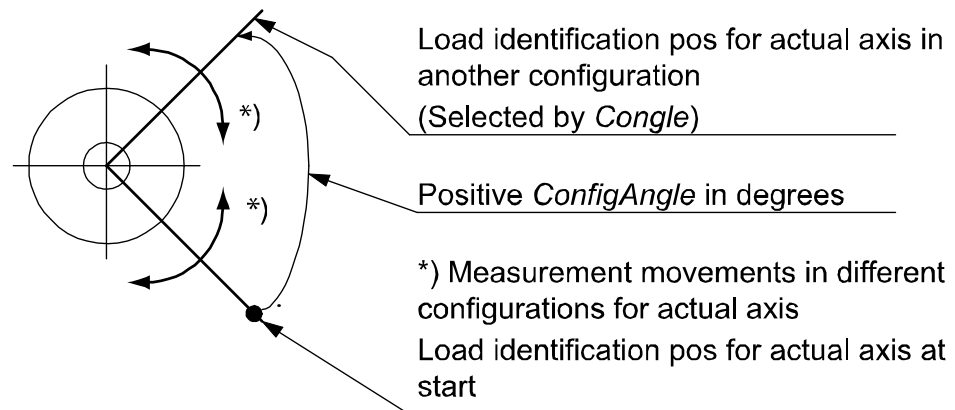 Load identification pos for actual axis in
another configuration
(Selected by Congle)
*)
Positive ConfigAngle in degrees
*)
*) Measurement movements in different
configurations for actual axis
Load identification pos for actual axis at
start